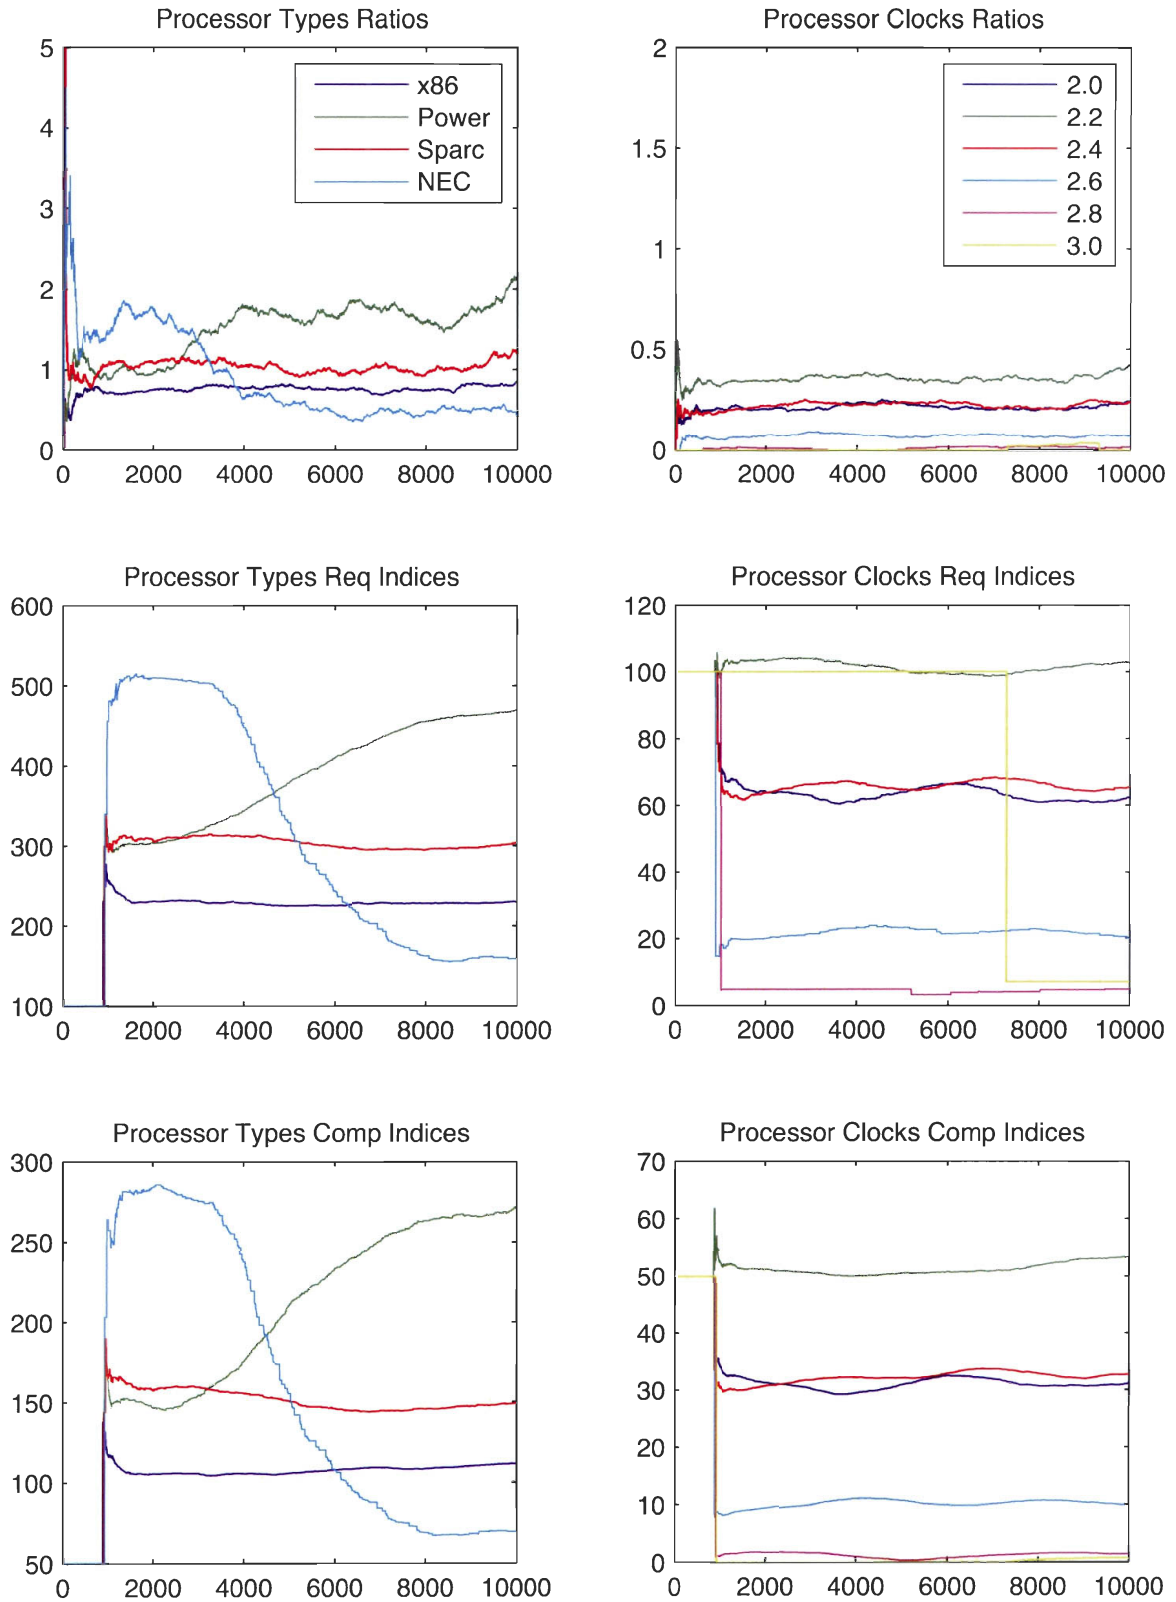 Processor Types Ratios
5
4
3
2
1
0
0 2000 4000 6000 8000 10000
x86
Power
Sparc
NEC
Processor Clocks Ratios
2
1.5
1
0.5
0
0 2000 4000 6000 8000 10000
2.0
2.2
2.4
2.6
2.8
3.0
Processor Types Req Indices
600
500
400
300
200
100
0 2000 4000 6000 8000 10000
Processor Clocks Req Indices
120
100
80
60
40
20
0
0 2000 4000 6000 8000 10000
Processor Types Comp Indices
300
250
200
150
100
50
0 2000 4000 6000 8000 10000
Processor Clocks Comp Indices
70
60
50
40
30
20
10
0
0 2000 4000 6000 8000 10000